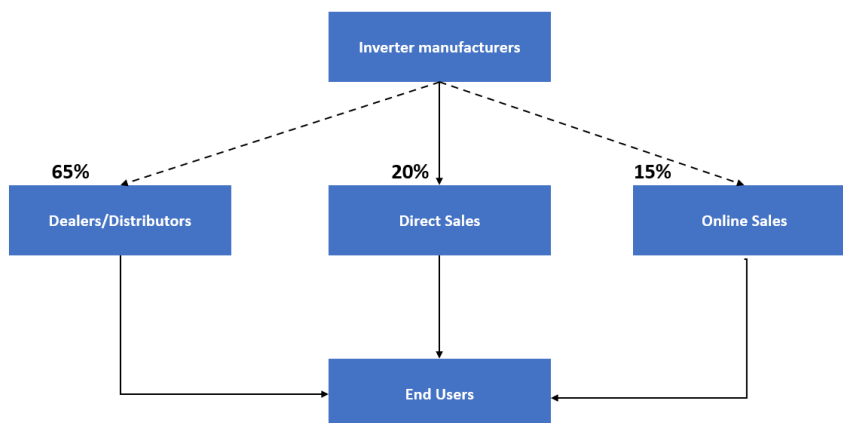 Inverter manufacturers
65%
20%
15%
Dealers/Distributors
Direct Sales
Online Sales
End Users